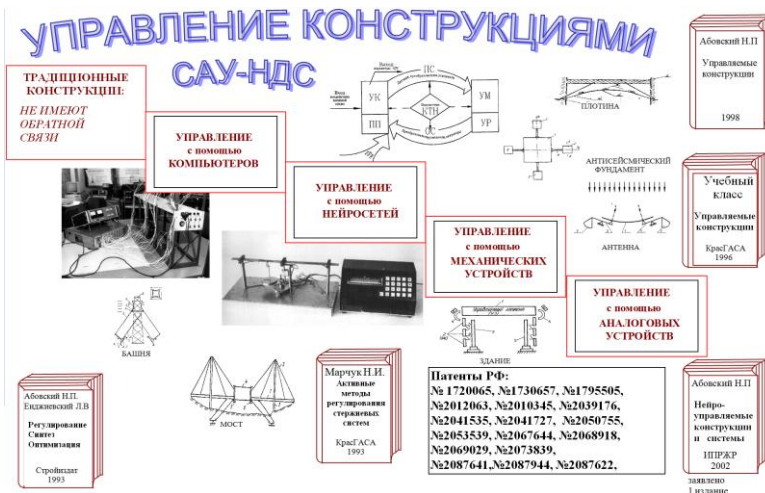 УПРАВЛЕНИЕ КОНСТРУКЦИЯМИ
САУ-НДС
ТРАДИЦИОННЫЕ
КОНСТРУКЦИИ:
НЕ ИМЕЮТ
ОБРАТНОЙ
СВЯЗИ
УПРАВЛЕНИЕ
с помощью
КОМПЬЮТЕРОВ
УПРАВЛЕНИЕ
с помощью
НЕЙРОСЕТЕЙ
УПРАВЛЕНИЕ
с помощью
МЕХАНИЧЕСКИХ
УСТРОЙСТВ
УПРАВЛЕНИЕ
с помощью
АНАЛОГОВЫХ
УСТРОЙСТВ
ПС
УК
УМ
КТН
ПП
ОС
УР
ПЛОТИНА
АНТИСЕЙСМИЧЕСКИЙ
ФУНДАМЕНТ
АНТЕННА
ЗДАНИЕ
БАШНЯ
МОСТ
Абовский Н.П
Управляемые
конструкции
1998
Учебный
класс
Управляемые
конструкции
КрасГАСА
1996
Абовский Н.П.
Енджиевский Л.В
Регулирование
Синтез
Оптимизация
Стройиздат
1993
Марчук Н.И.
Активные
методы
регулирования
стержневых
систем
КрасГАСА
1993
Патенты РФ:
№ 1720065, №1730657, №1795505,
№2012063, №2010345, №2039176,
№2041535, №2041727, №2050755,
№2053539, №2067644, №2068918,
№2069029, №2073839,
№2087641,№2087944, №2087622,
Абовский Н.П
Нейро-
управляемые
конструкции
и системы
ИПРЖР
2002
заявлено
1 издание